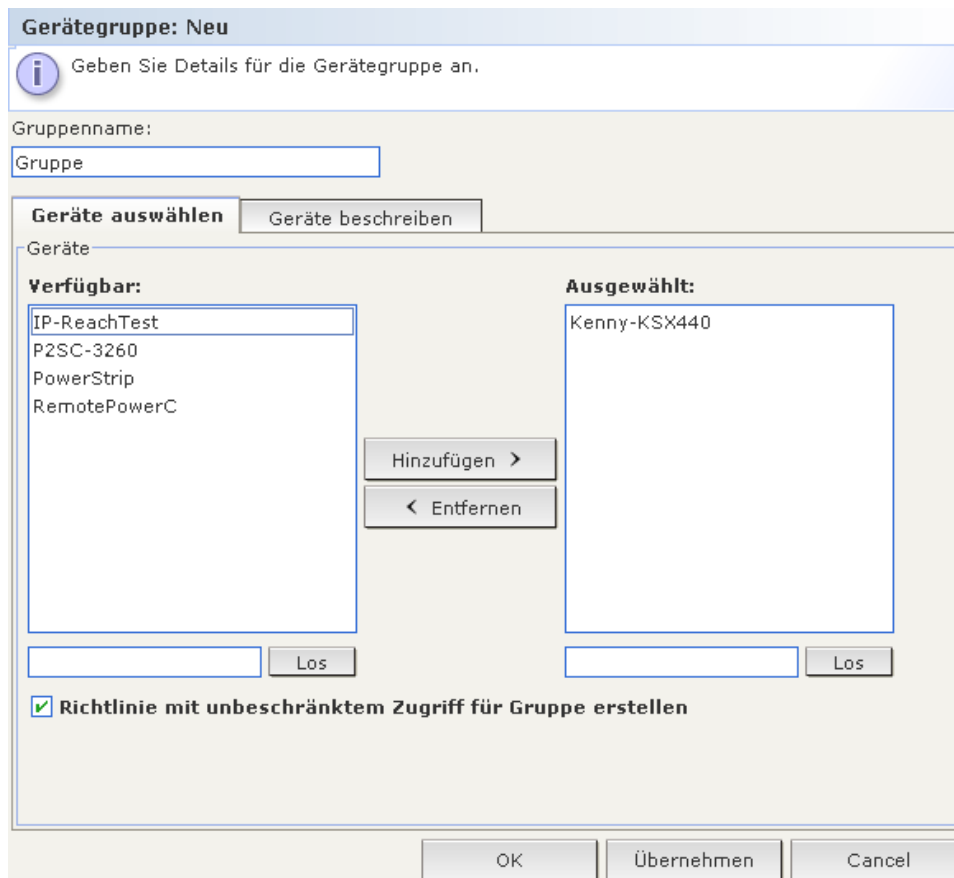 Gerätegruppe: Neu
Geben Sie Details für die Gerätegruppe an.
Gruppenname:
Gruppe
Geräte auswählen
Geräte beschreiben
Geräte
Verfügbar:
IP-ReachTest
P2SC-3260
PowerStrip
RemotePowerC
Hinzufügen >
< Entfernen
Ausgewählt:
Kenny-KSX440
Los
Los
Richtlinie mit unbeschränktem Zugriff für Gruppe erstellen
OK
Übernehmen
Cancel